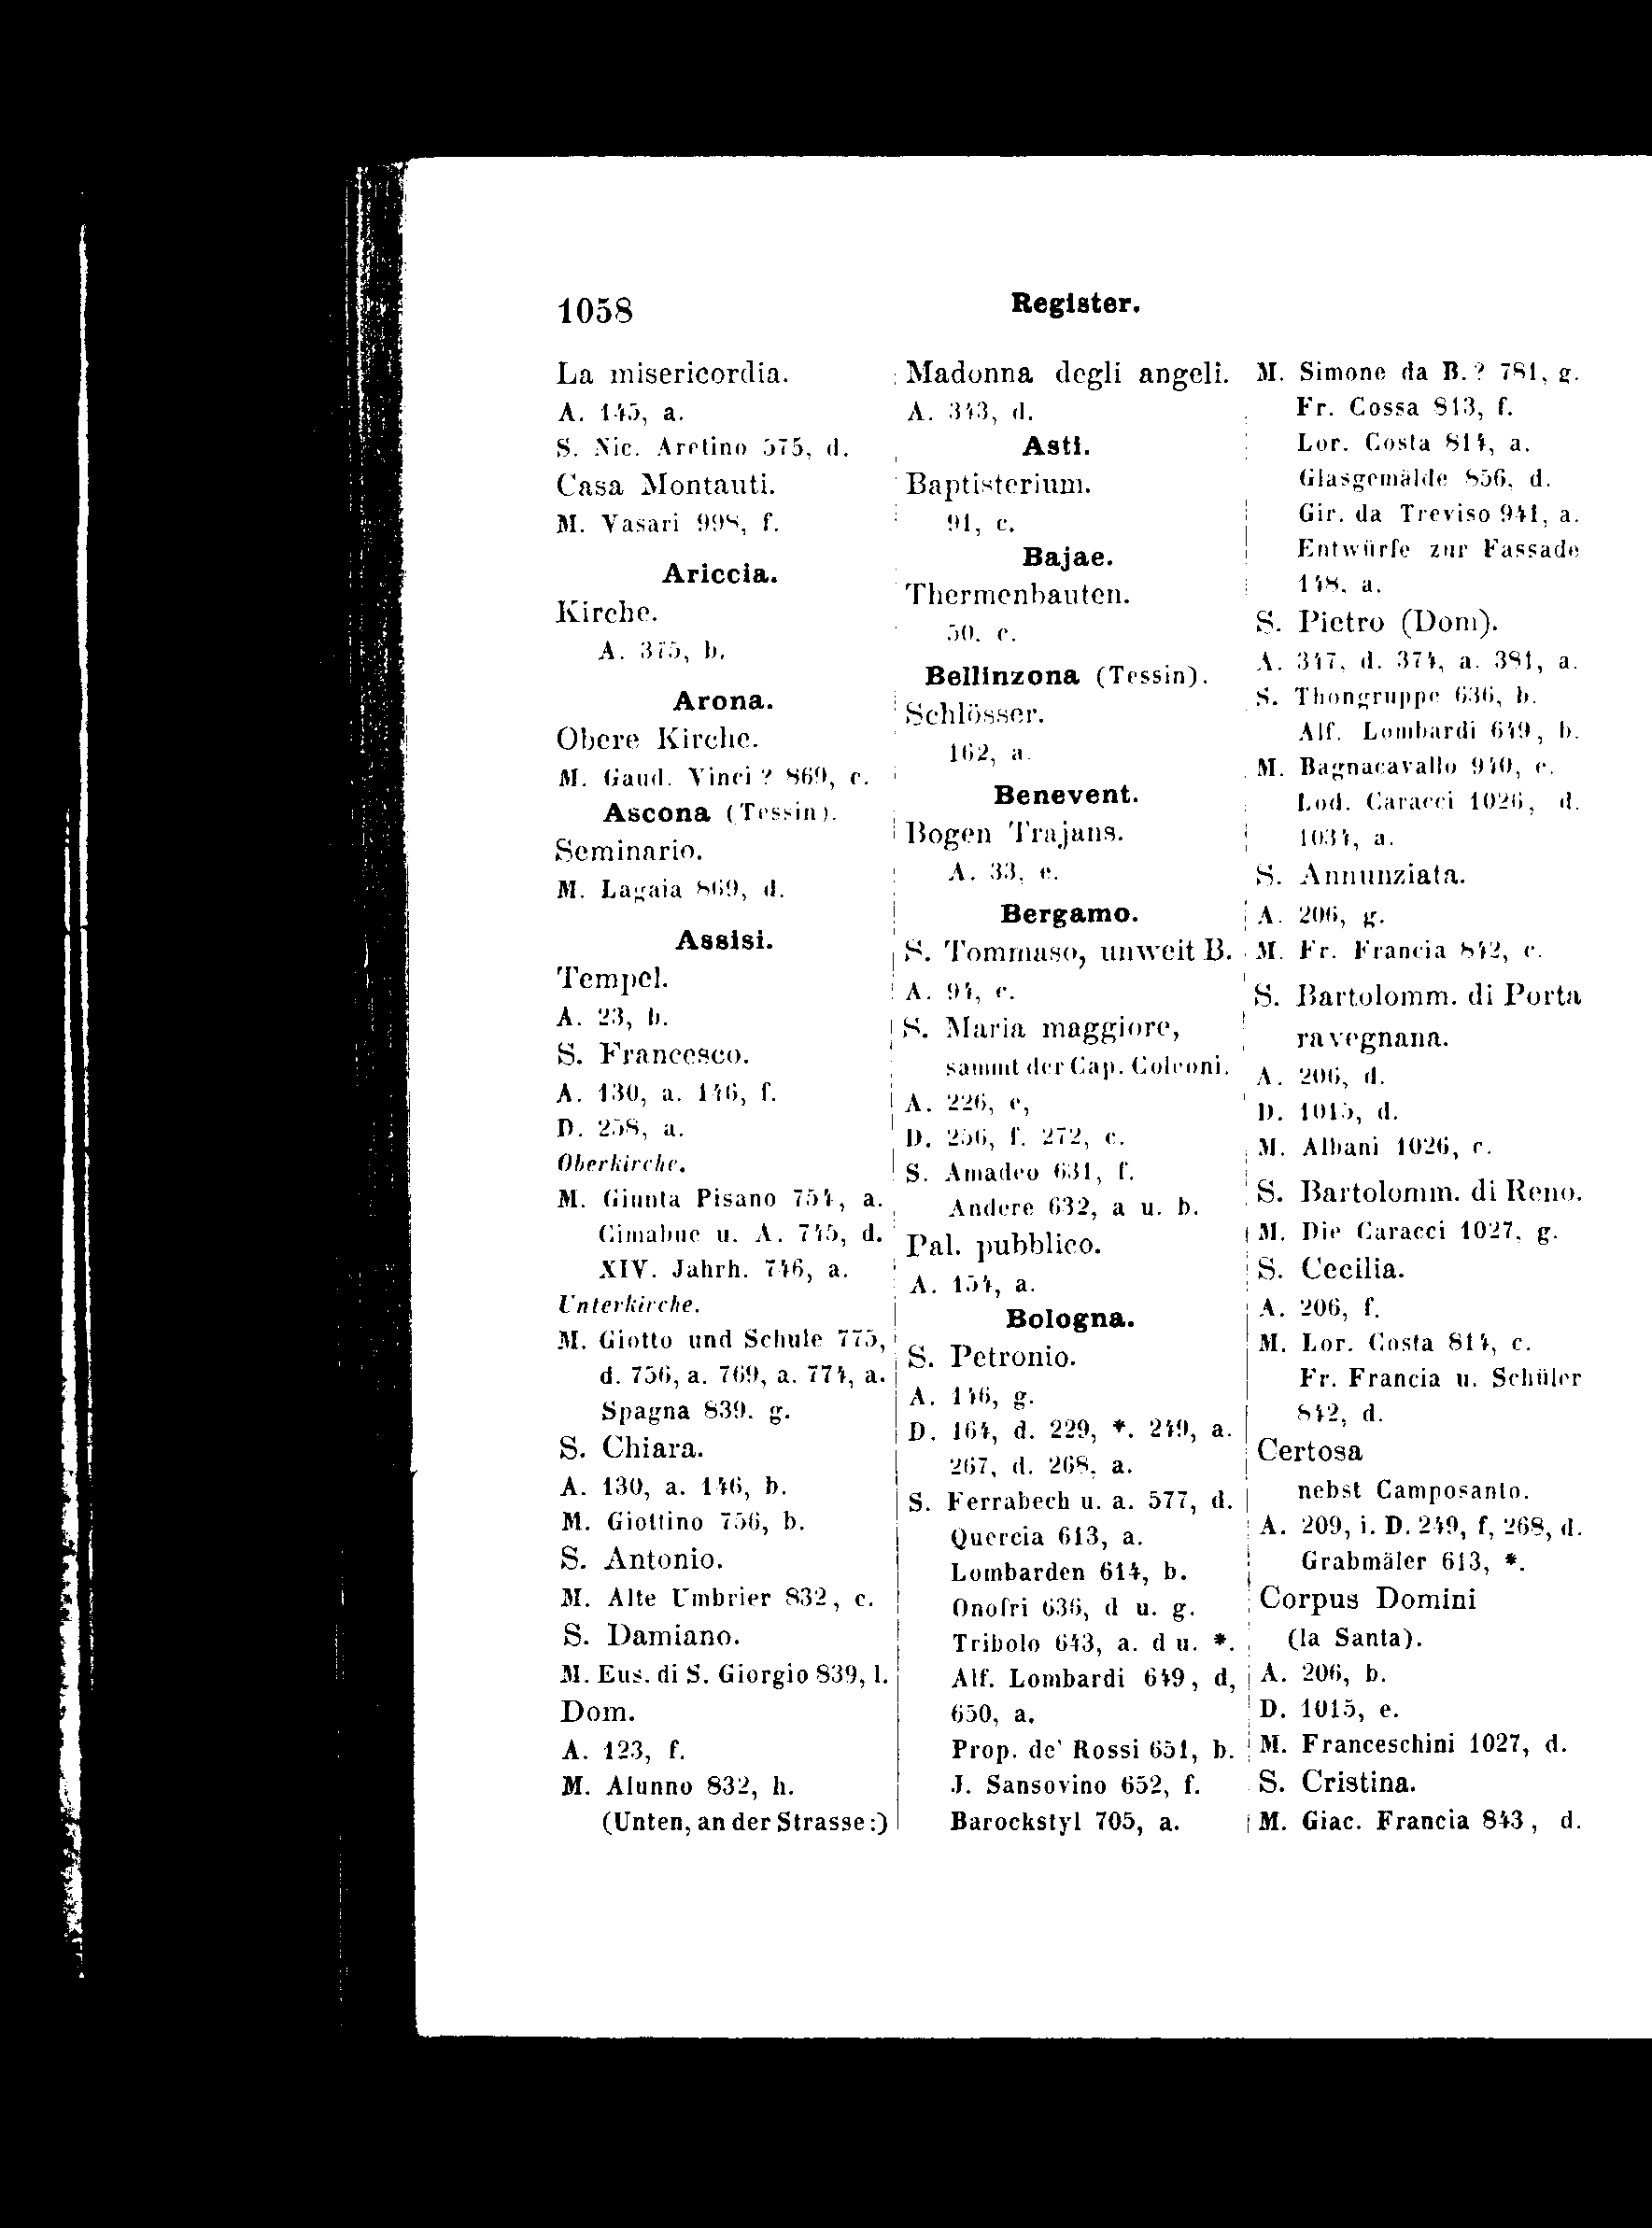 1058
Register.
La misericordia.
A. 145, a.
S. Nic. Aretino 575, d.
Casa Montauti.
M. Vasari 998, f.
Ariccia.
Kirche.
A. 375, b.
Arona.
Obere Kirche.
M. Gaud. Vinci? 869, c.
Ascona (Tessin).
Seminario.
M. Lagaia 869, d.
Assisi.
Tempel.
A. 23, b.
S. Francesco.
A. 130, a. 146, f.
D. 258, a.
Oberkirche.
M. Giunta Pisano 754, a.
Cimabue u. A. 745, d.
XIV. Jahrh. 746, a.
Unterkirche.
M. Giotto und Schule 775,
d. 756, a. 769, a. 774, a.
Spagna 839. g.
S. Chiara.
A. 130, a. 146, b.
M. Giottino 756, b.
S. Antonio.
M. Alte Umbrier 832, c.
S. Damiano.
M. Eus. di S. Giorgio 839, l.
Dom.
A. 123, f.
M. Alunno 832, h.
(Unten, an der Strasse:)
Madonna degli angeli.
A. 343, d.
Asti.
Baptisterium.
91, c.
Bajae.
Thermenbauten.
50. c.
Bellinzona (Tessin).
Schlösser.
162, a.
Benevent.
Bogen Trajans.
A. 33, e.
Bergamo.
S. Tommaso, unweit B.
A. 94, c.
S. Maria maggiore,
sammt der Cap. Coleoni.
A. 226, e,
D. 256, f. 272, c.
S. Amadeo 631, f.
Andere 632, a u. b.
Pal. pubblico.
A. 154, a.
Bologna.
S. Petronio.
A. 146, g.
D. 164, d. 229, *. 249, a.
267, d. 268, a.
S. Ferrabech u. a. 577, d.
Quercia 613, a.
Lombarden 614, b.
Onofri 636, d u. g.
Tribolo 643, a. d u. *.
Alf. Lombardi 649, d,
650, a.
Prop. de' Rossi 651, b.
J. Sansovino 652, f.
Barockstyl 705, a.
M. Simone da B.? 781, g.
Fr. Cossa 813, f.
Lor. Costa 814, a.
Glasgemälde 856, d.
Gir. da Treviso 941, a.
Entwürfe zur Fassade
148, a.
S. Pietro (Dom).
A. 347, d. 374, a. 381, a.
S. Thongruppe 636, b.
Alf. Lombardi 649, b.
M. Bagnacavallo 940, e.
Lod. Caracci 1026, d.
1034, a.
S. Annunziata.
A. 206, g.
M. Fr. Francia 842, c.
S. Bartolomm. di Porta
ravegnana.
A. 206, d.
D. 1015, d.
M. Albani 1026, c.
S. Bartolomm. di Reno.
M. Die Caracci 1027, g.
S. Cecilia.
A. 206, f.
M. Lor. Costa 814, c.
Fr. Francia u. Schüler
842, d.
Certosa
nebst Camposanto.
A. 209, i. D. 249, f, 268, d.
Grabmäler 613, *.
Corpus Domini
(la Santa).
A. 206, b.
D. 1015, e.
M. Franceschini 1027, d.
S. Cristina.
M. Giac. Francia 843, d.